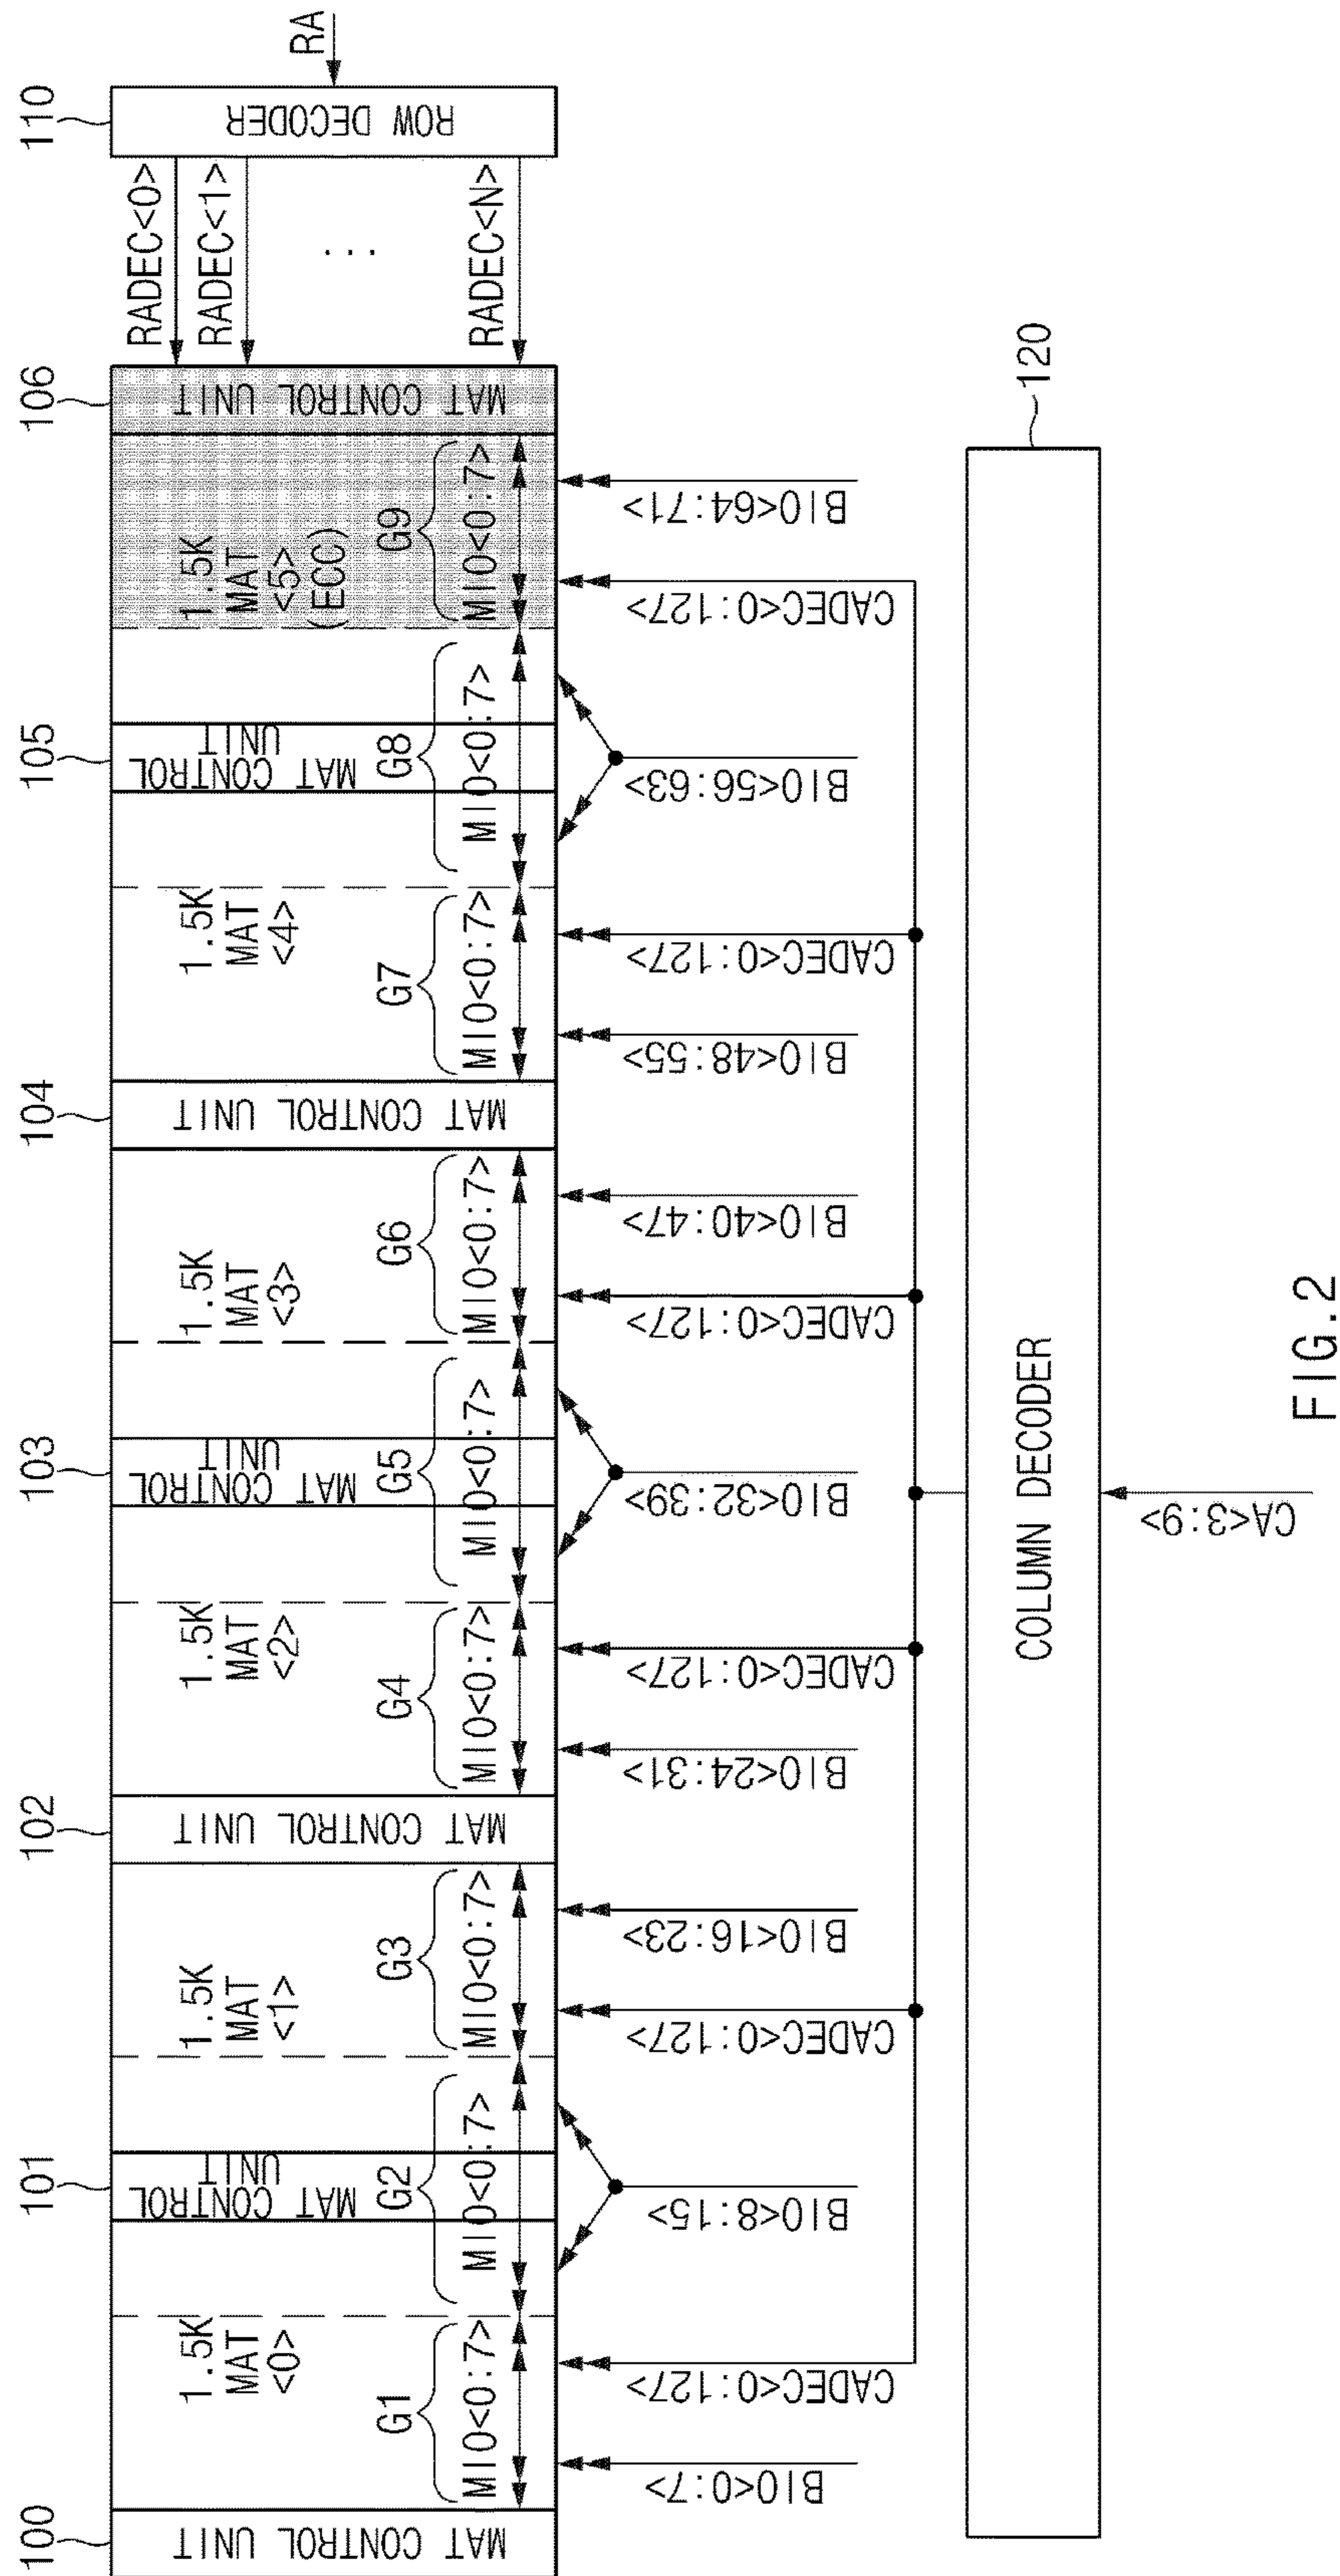 100
101
102
103
104
105
106
110
MAT CONTROL UNIT
1.5K
MAT
<0>
G1
MIO<0:7>
MAT CONTROL
UNIT
G2
MIO<0:7>
1.5K
MAT
<1>
G3
MIO<0:7>
MAT CONTROL UNIT
1.5K
MAT
<2>
G4
MIO<0:7>
MAT CONTROL
UNIT
G5
MIO<0:7>
1.5K
MAT
<3>
G6
MIO<0:7>
MAT CONTROL UNIT
1.5K
MAT
<4>
G7
MIO<0:7>
MAT CONTROL
UNIT
G8
MIO<0:7>
1.5K
MAT
<5>
(ECC)
G9
MIO<0:7>
MAT CONTROL UNIT
RADEC<0>
RADEC<1>
...
RADEC<N>
ROW DECODER
RA
BIO<0:7>
CADEC<0:127>
BIO<8:15>
CADEC<0:127>
BIO<16:23>
BIO<24:31>
CADEC<0:127>
BIO<32:39>
CADEC<0:127>
BIO<40:47>
BIO<48:55>
CADEC<0:127>
BIO<56:63>
CADEC<0:127>
BIO<64:71>
120
COLUMN DECODER
CA<3:9>
FIG.2